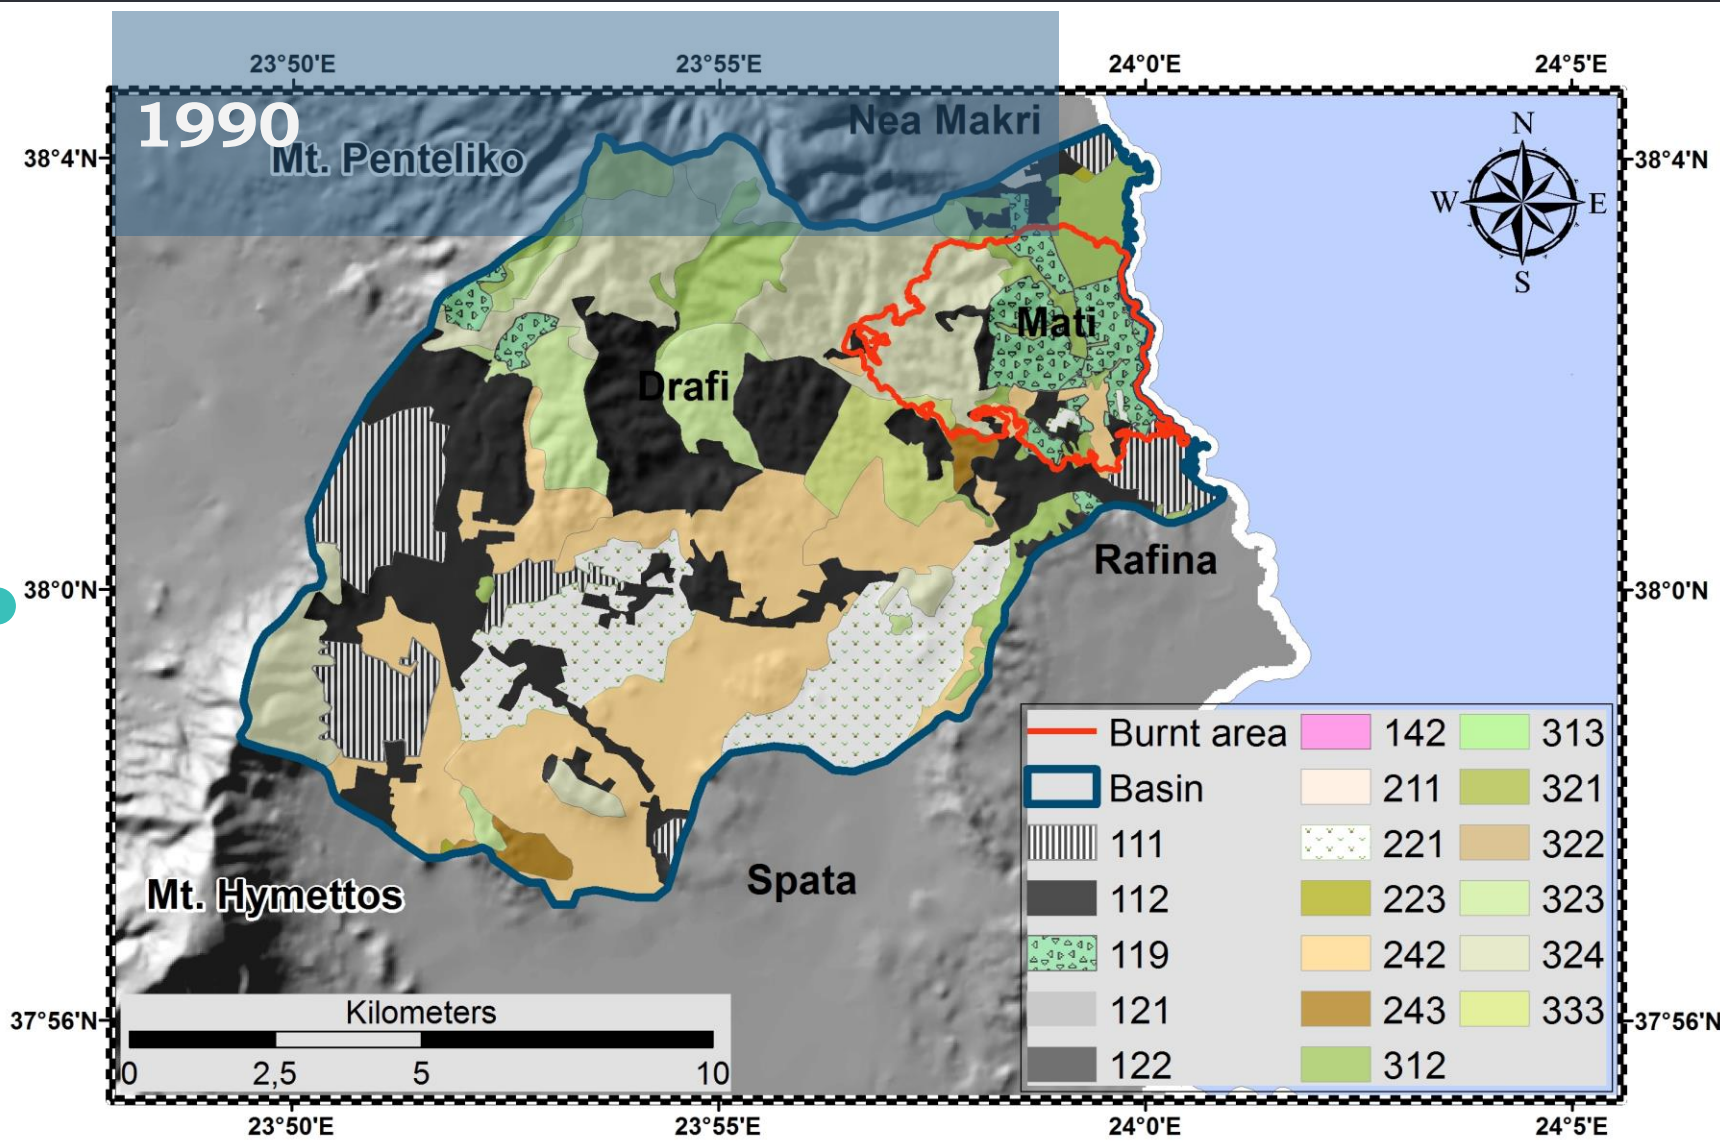 23°50'E 23°55'E 24°0'E 24°5'E
1990
Nea Makri
Mt. Penteliko
38°4'N 38°4'N
N
W E
S
Mati
Drafi
Rafina
38°0'N 38°0'N
Spata
Mt. Hymettos
Burnt area 142 313
Basin 211 321
111 221 322
112 223 323
119 242 324
121 243 333
122 312
Kilometers
0 2,5 5 10
37°56'N 37°56'N
23°50'E 23°55'E 24°0'E 24°5'E